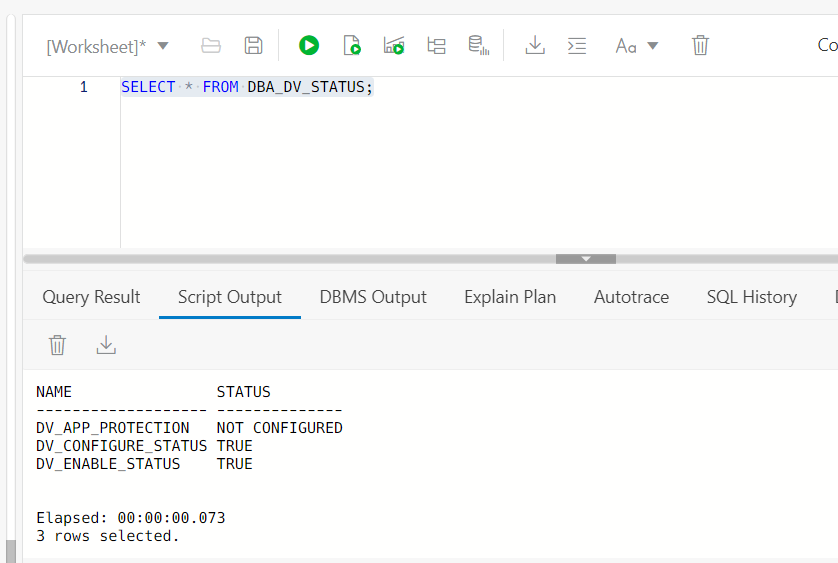 [Worksheet]*
Aa
Co
1 SELECT * FROM DBA_DV_STATUS;
Query Result Script Output DBMS Output Explain Plan Autotrace SQL History
NAME                STATUS
------------------- --------------
DV_APP_PROTECTION   NOT CONFIGURED
DV_CONFIGURE_STATUS TRUE
DV_ENABLE_STATUS    TRUE
Elapsed: 00:00:00.073
3 rows selected.